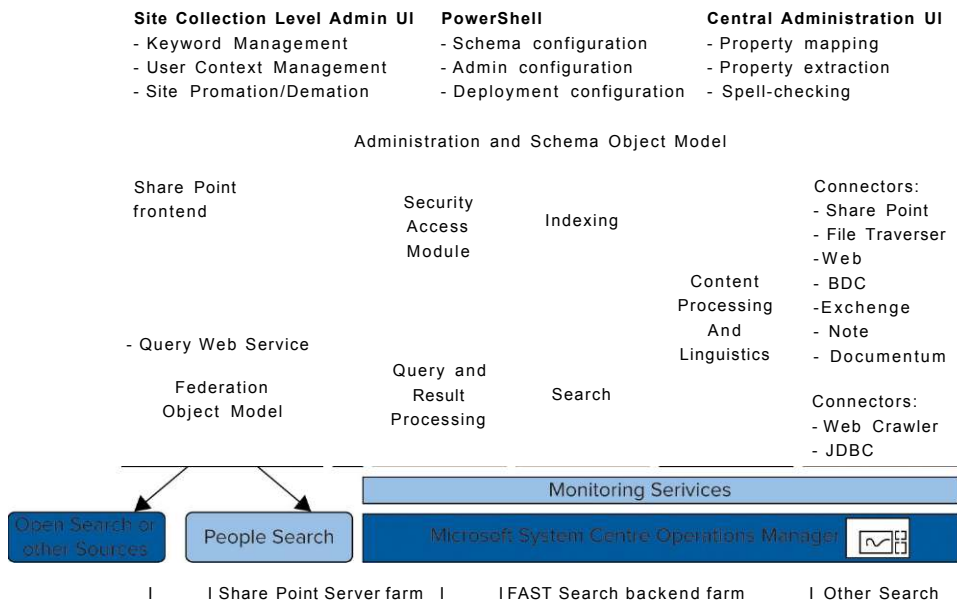 Site Collection Level Admin UI
- Keyword Management
- User Context Management
- Site Promation/Demation
PowerShell
- Schema configuration
- Admin configuration
- Deployment configuration
Central Administration UI
- Property mapping
- Property extraction
- Spell-checking
Administration and Schema Object Model
Share Point
frontend
- Query Web Service
Federation
Object Model
Security
Access
Module
Query and
Result
Processing
Indexing
Search
Content
Processing
And
Linguistics
Connectors:
- Share Point
- File Traverser
-Web
- BDC
-Exchenge
- Note
- Documentum
Connectors:
- Web Crawler
- JDBC
Monitoring Serivices
Open Search or
other Sources
People Search
Microsoft System Centre Operations Manager
I I Share Point Server farm I I FAST Search backend farm I Other Search